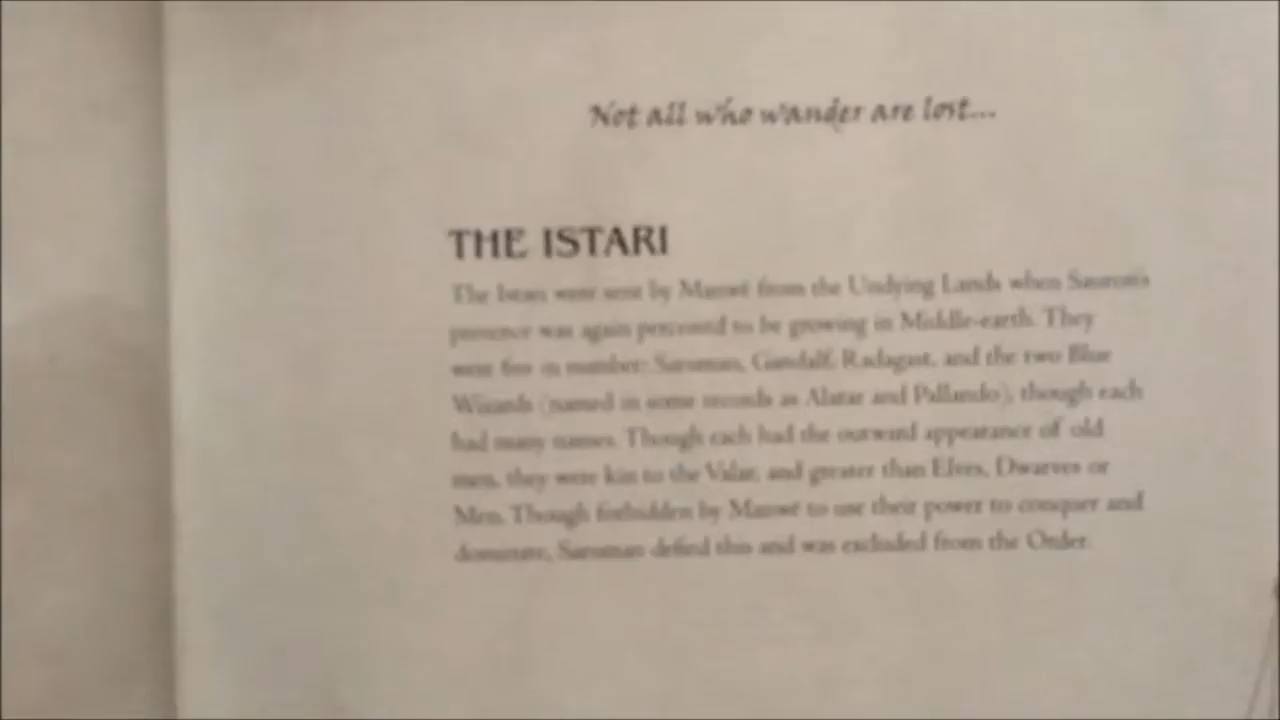 Not all who wander are lost...
THE ISTARI
The Istari were sent by Manwë from the Undying Lands when Sauron's
presence was again perceived to be growing in Middle-earth. They
were five in number: Saruman, Gandalf, Radagast, and the two Blue
Wizards (named in some records as Alatar and Pallando), though each
had many names. Though each had the outward appearance of old
men, they were kin to the Valar, and greater than Elves, Dwarves or
Men. Though forbidden by Manwë to use their power to conquer and
dominate, Saruman defied this and was excluded from the Order.